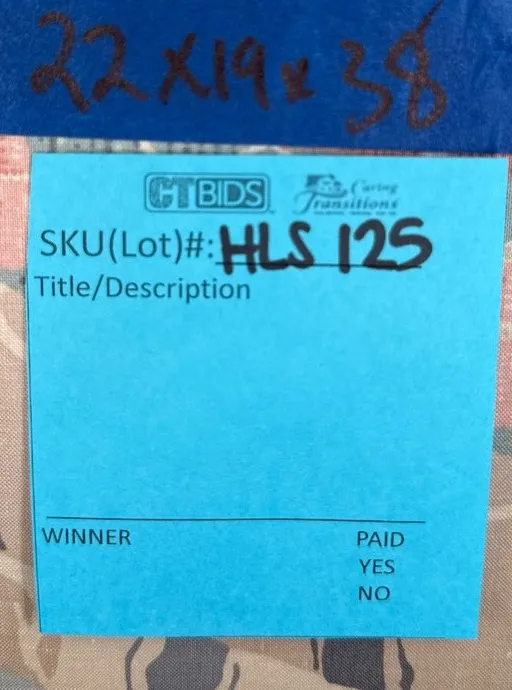 22x19x38
CTBIDS
Caring
Transitions
SKU(Lot)#: HLS 125
Title/Description
WINNER
PAID
YES
NO